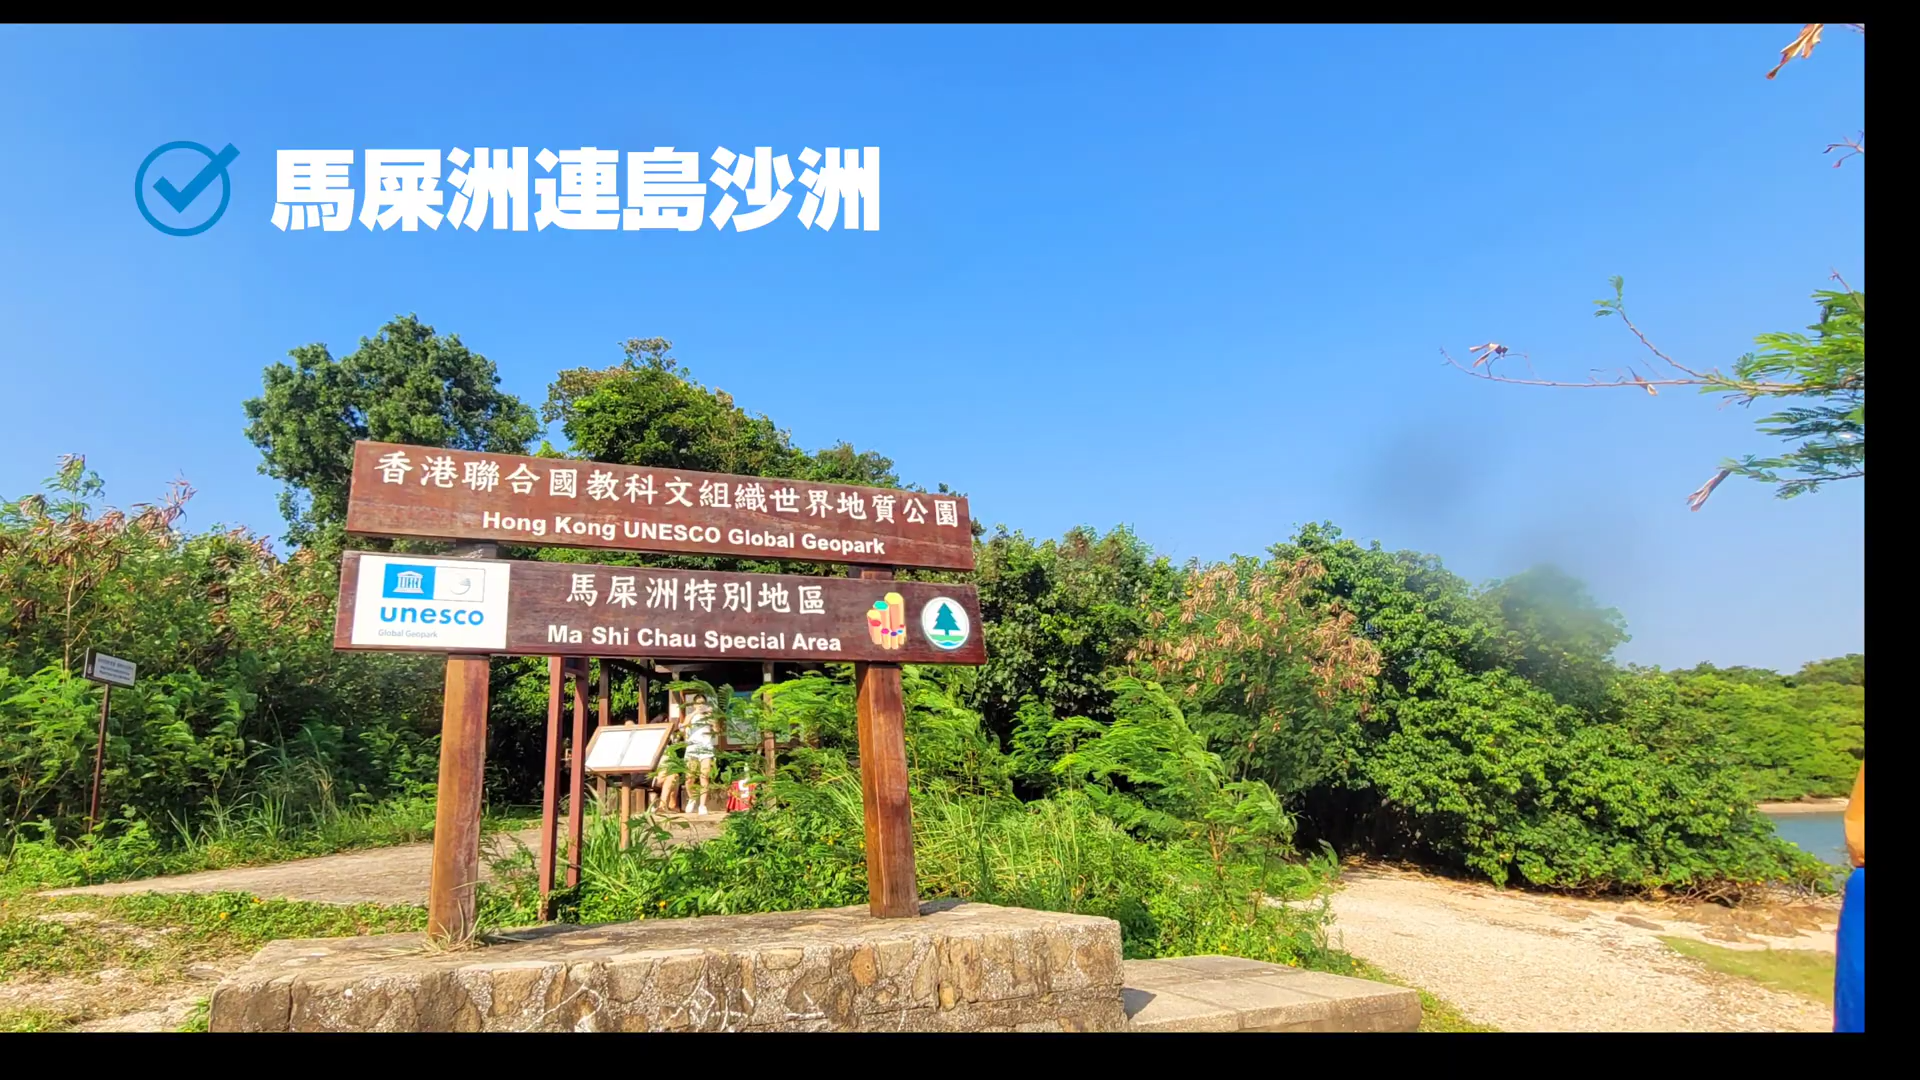 馬屎洲連島沙洲
香港聯合國教科文組織世界地質公園
Hong Kong UNESCO Global Geopark
馬屎洲特別地區
Ma Shi Chau Special Area
unesco
Global Geopark